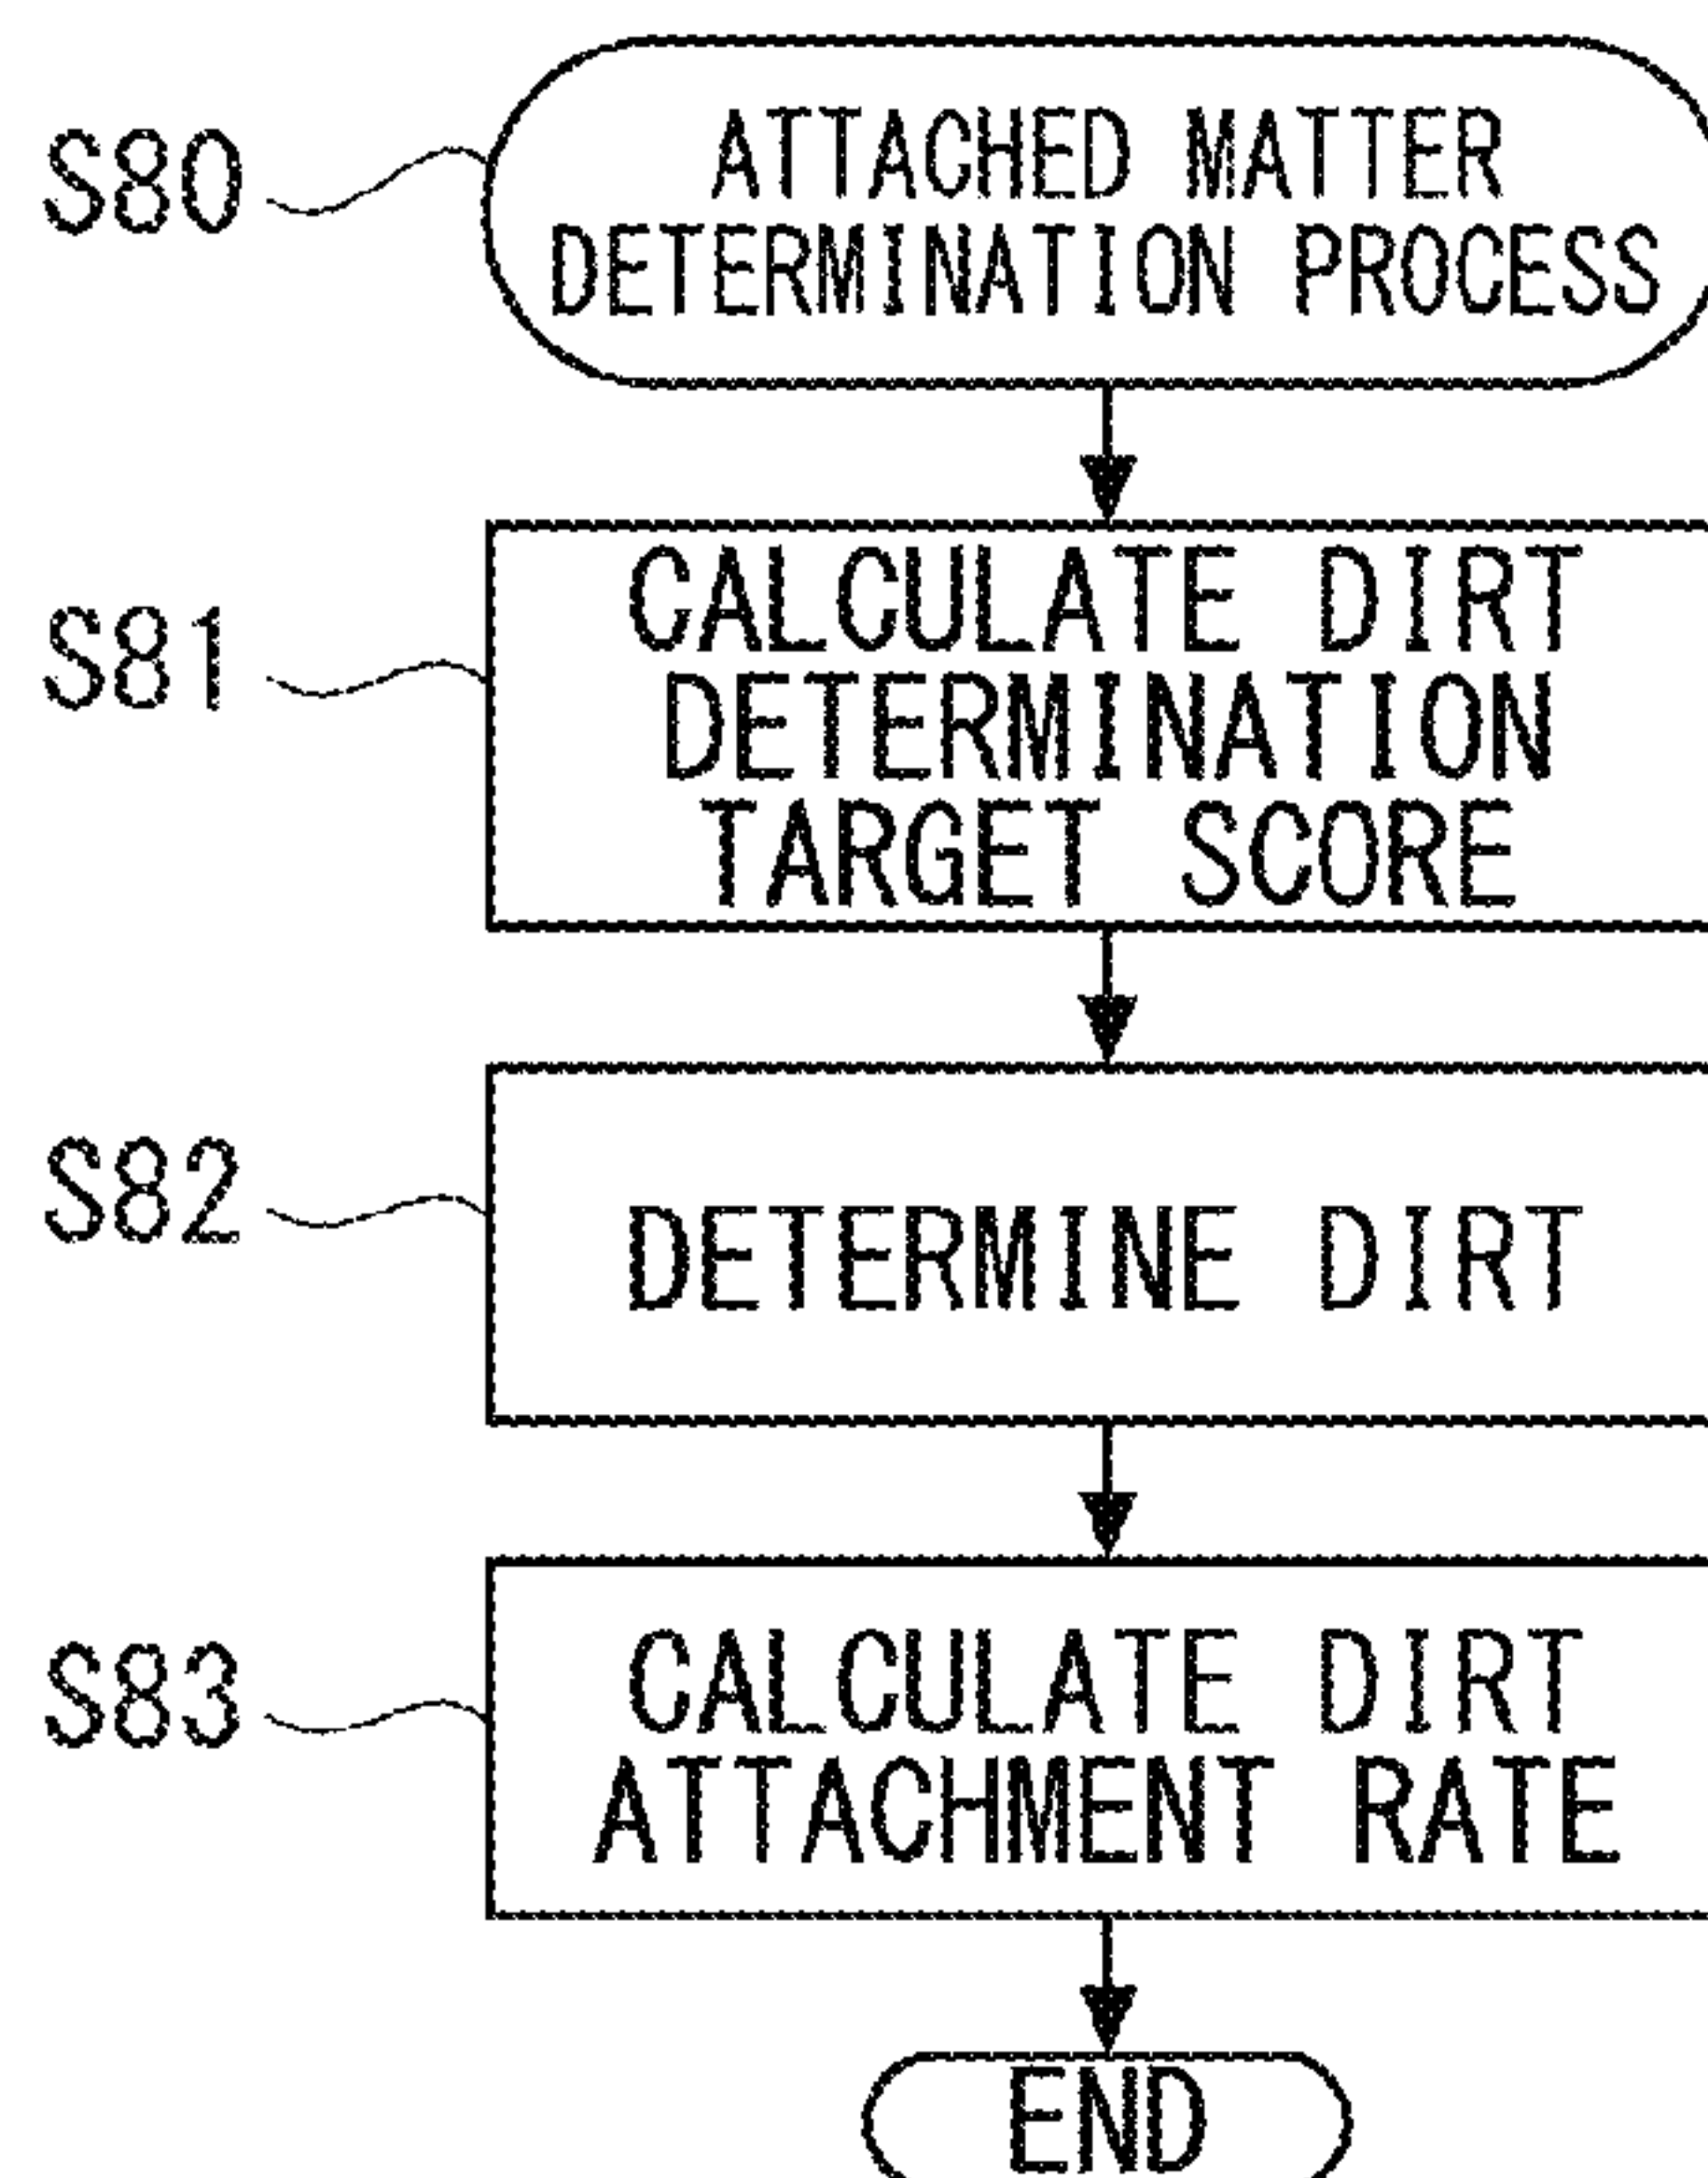 S80
ATTACHED MATTER
DETERMINATION PROCESS
S81
CALCULATE DIRT
DETERMINATION
TARGET SCORE
S82
DETERMINE DIRT
S83
CALCULATE DIRT
ATTACHMENT RATE
END